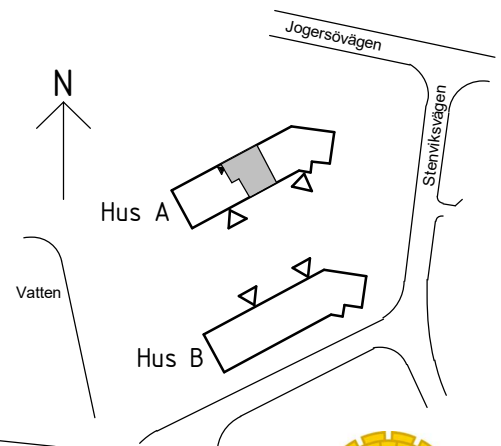 Jogersövägen
N
Stenviksvägen
Hus A
Vatten
Hus B